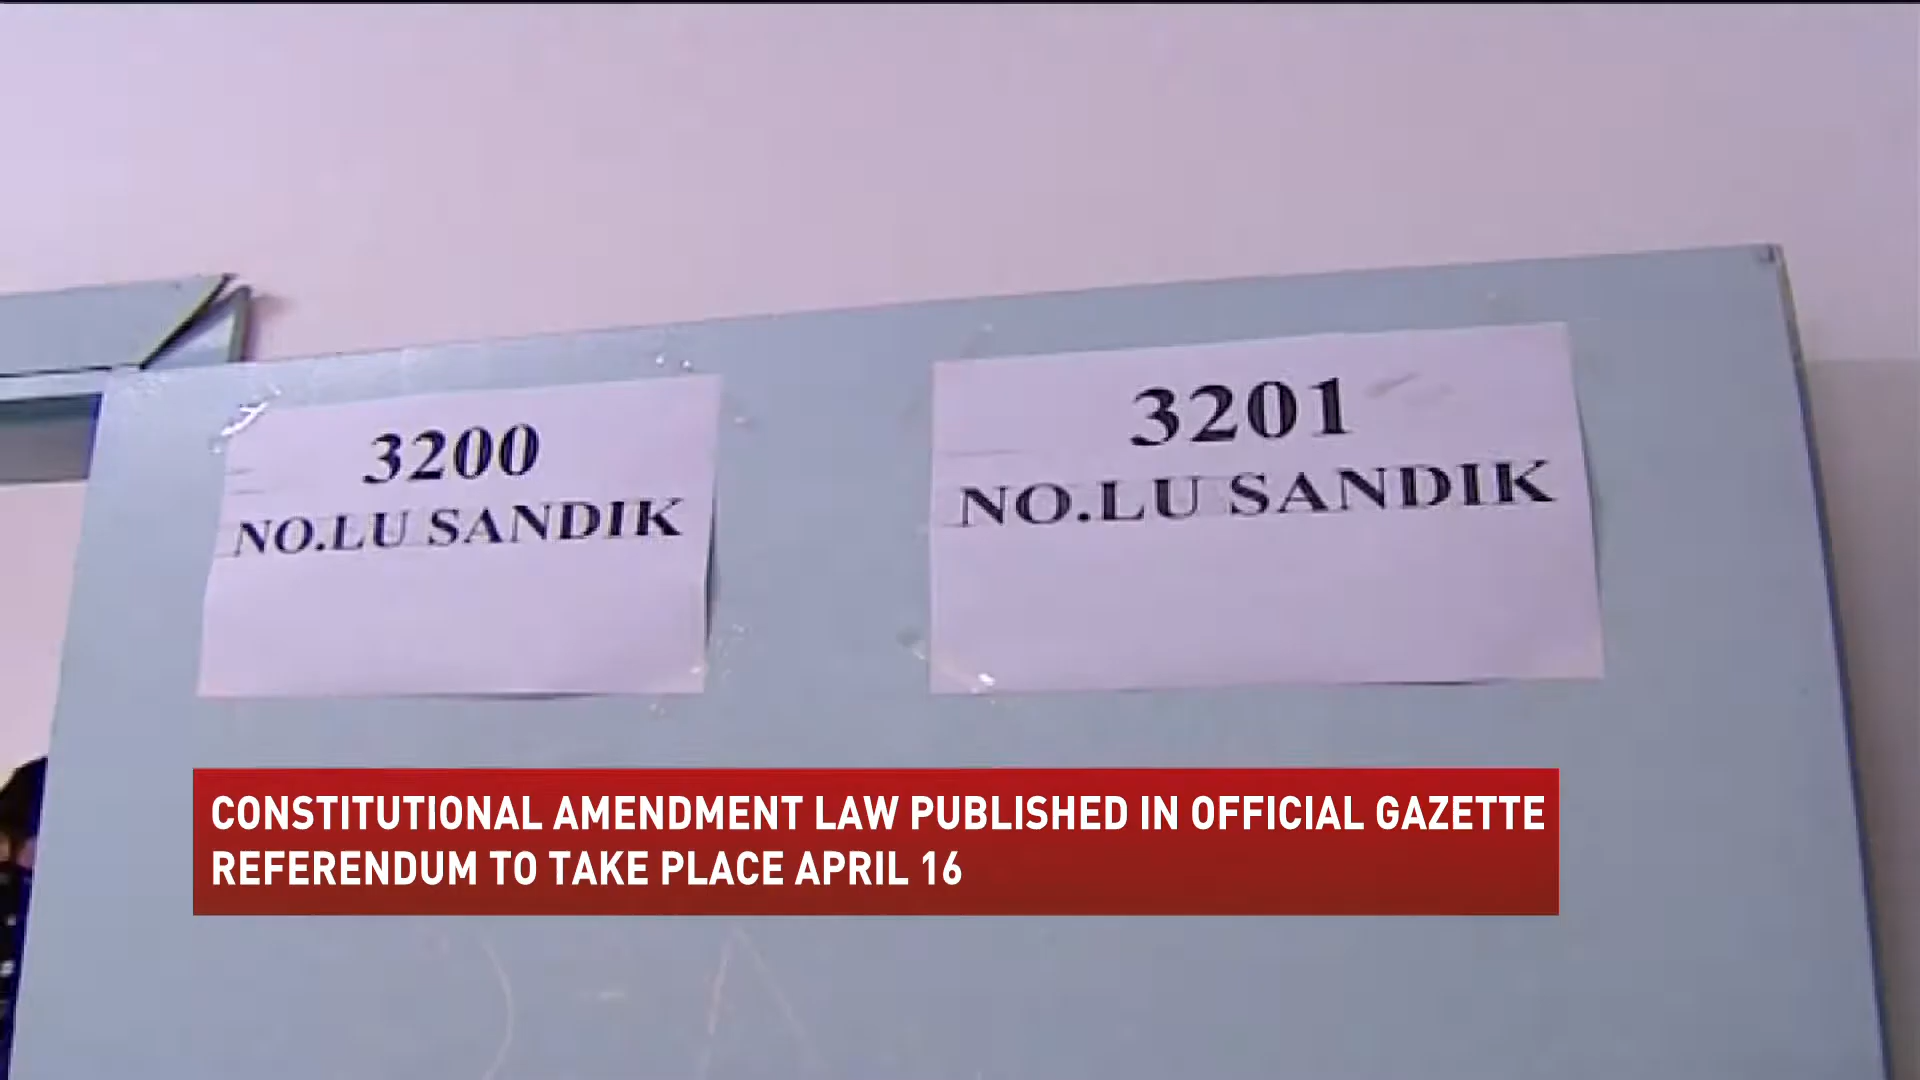 3200
NO.LU SANDIK
3201
NO.LU SANDIK
CONSTITUTIONAL AMENDMENT LAW PUBLISHED IN OFFICIAL GAZETTE
REFERENDUM TO TAKE PLACE APRIL 16